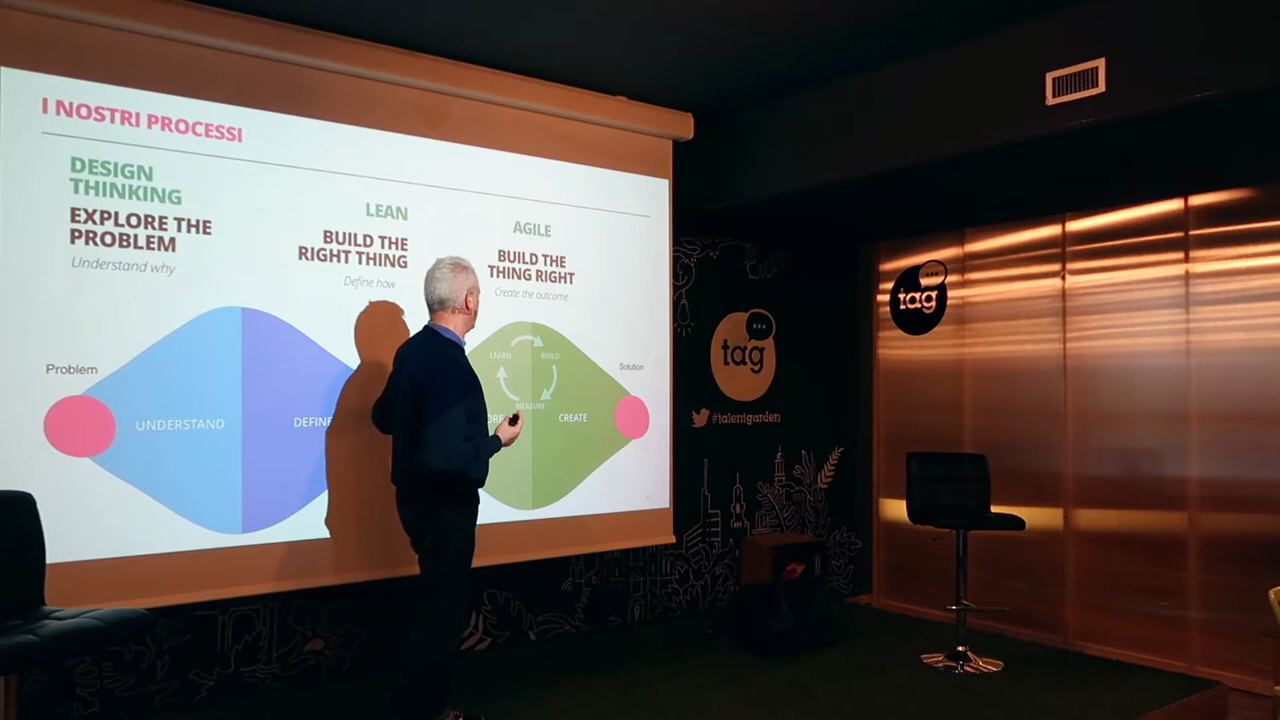 I NOSTRI PROCESSI
DESIGN
THINKING
EXPLORE THE
PROBLEM
Understand why
LEAN
BUILD THE
RIGHT THING
Define how
AGILE
BUILD THE
THING RIGHT
Create the outcome
Problem
UNDERSTAND
DEFINE
LEARN
BUILD
MEASURE
CREATE
Solution
tag
#talentgarden
tag